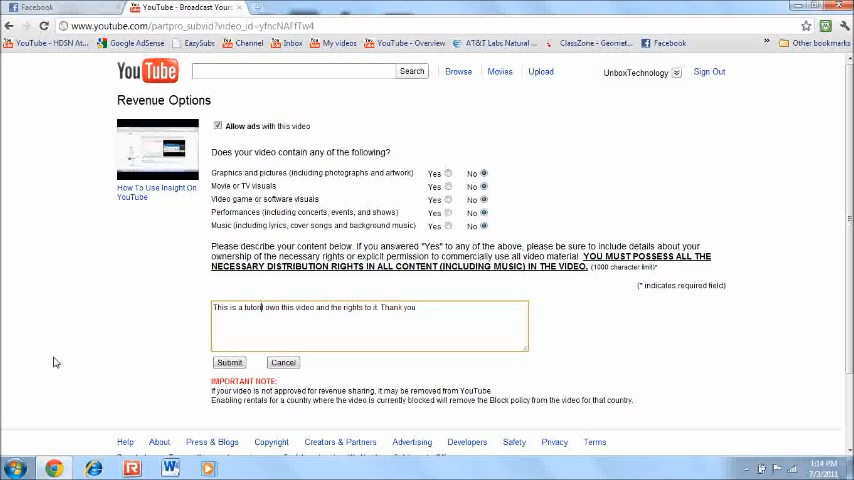 Facebook
YouTube - Broadcast Your
www.youtube.com/partpro_subvid?video_id=yfncNAFfTw4
YouTube - HDSN At... Google AdSense EazySubs Channel Inbox My videos YouTube - Overview AT&T Labs Natural ... ClassZone - Geomet... Facebook » Other bookmarks
YouTube Search Browse Movies Upload UnboxTechnology Sign Out
Revenue Options
Allow ads with this video
Does your video contain any of the following?
Graphics and pictures (including photographs and artwork) Yes No
Movie or TV visuals Yes No
Video game or software visuals Yes No
Performances (including concerts, events, and shows) Yes No
Music (including lyrics, cover songs and background music) Yes No
How To Use Insight On
YouTube
Please describe your content below. If you answered "Yes" to any of the above, please be sure to include details about your
ownership of the necessary rights or explicit permission to commercially use all video material. YOU MUST POSSESS ALL THE
NECESSARY DISTRIBUTION RIGHTS IN ALL CONTENT (INCLUDING MUSIC) IN THE VIDEO. (1000 character limit)*
(* indicates required field)
This is a tutori own this video and the rights to it. Thank you
Submit Cancel
IMPORTANT NOTE:
If your video is not approved for revenue sharing, it may be removed from YouTube.
Enabling rentals for a country where the video is currently blocked will remove the Block policy from the video for that country.
Help About Press & Blogs Copyright Creators & Partners Advertising Developers Safety Privacy Terms
1:14 PM
7/3/2011